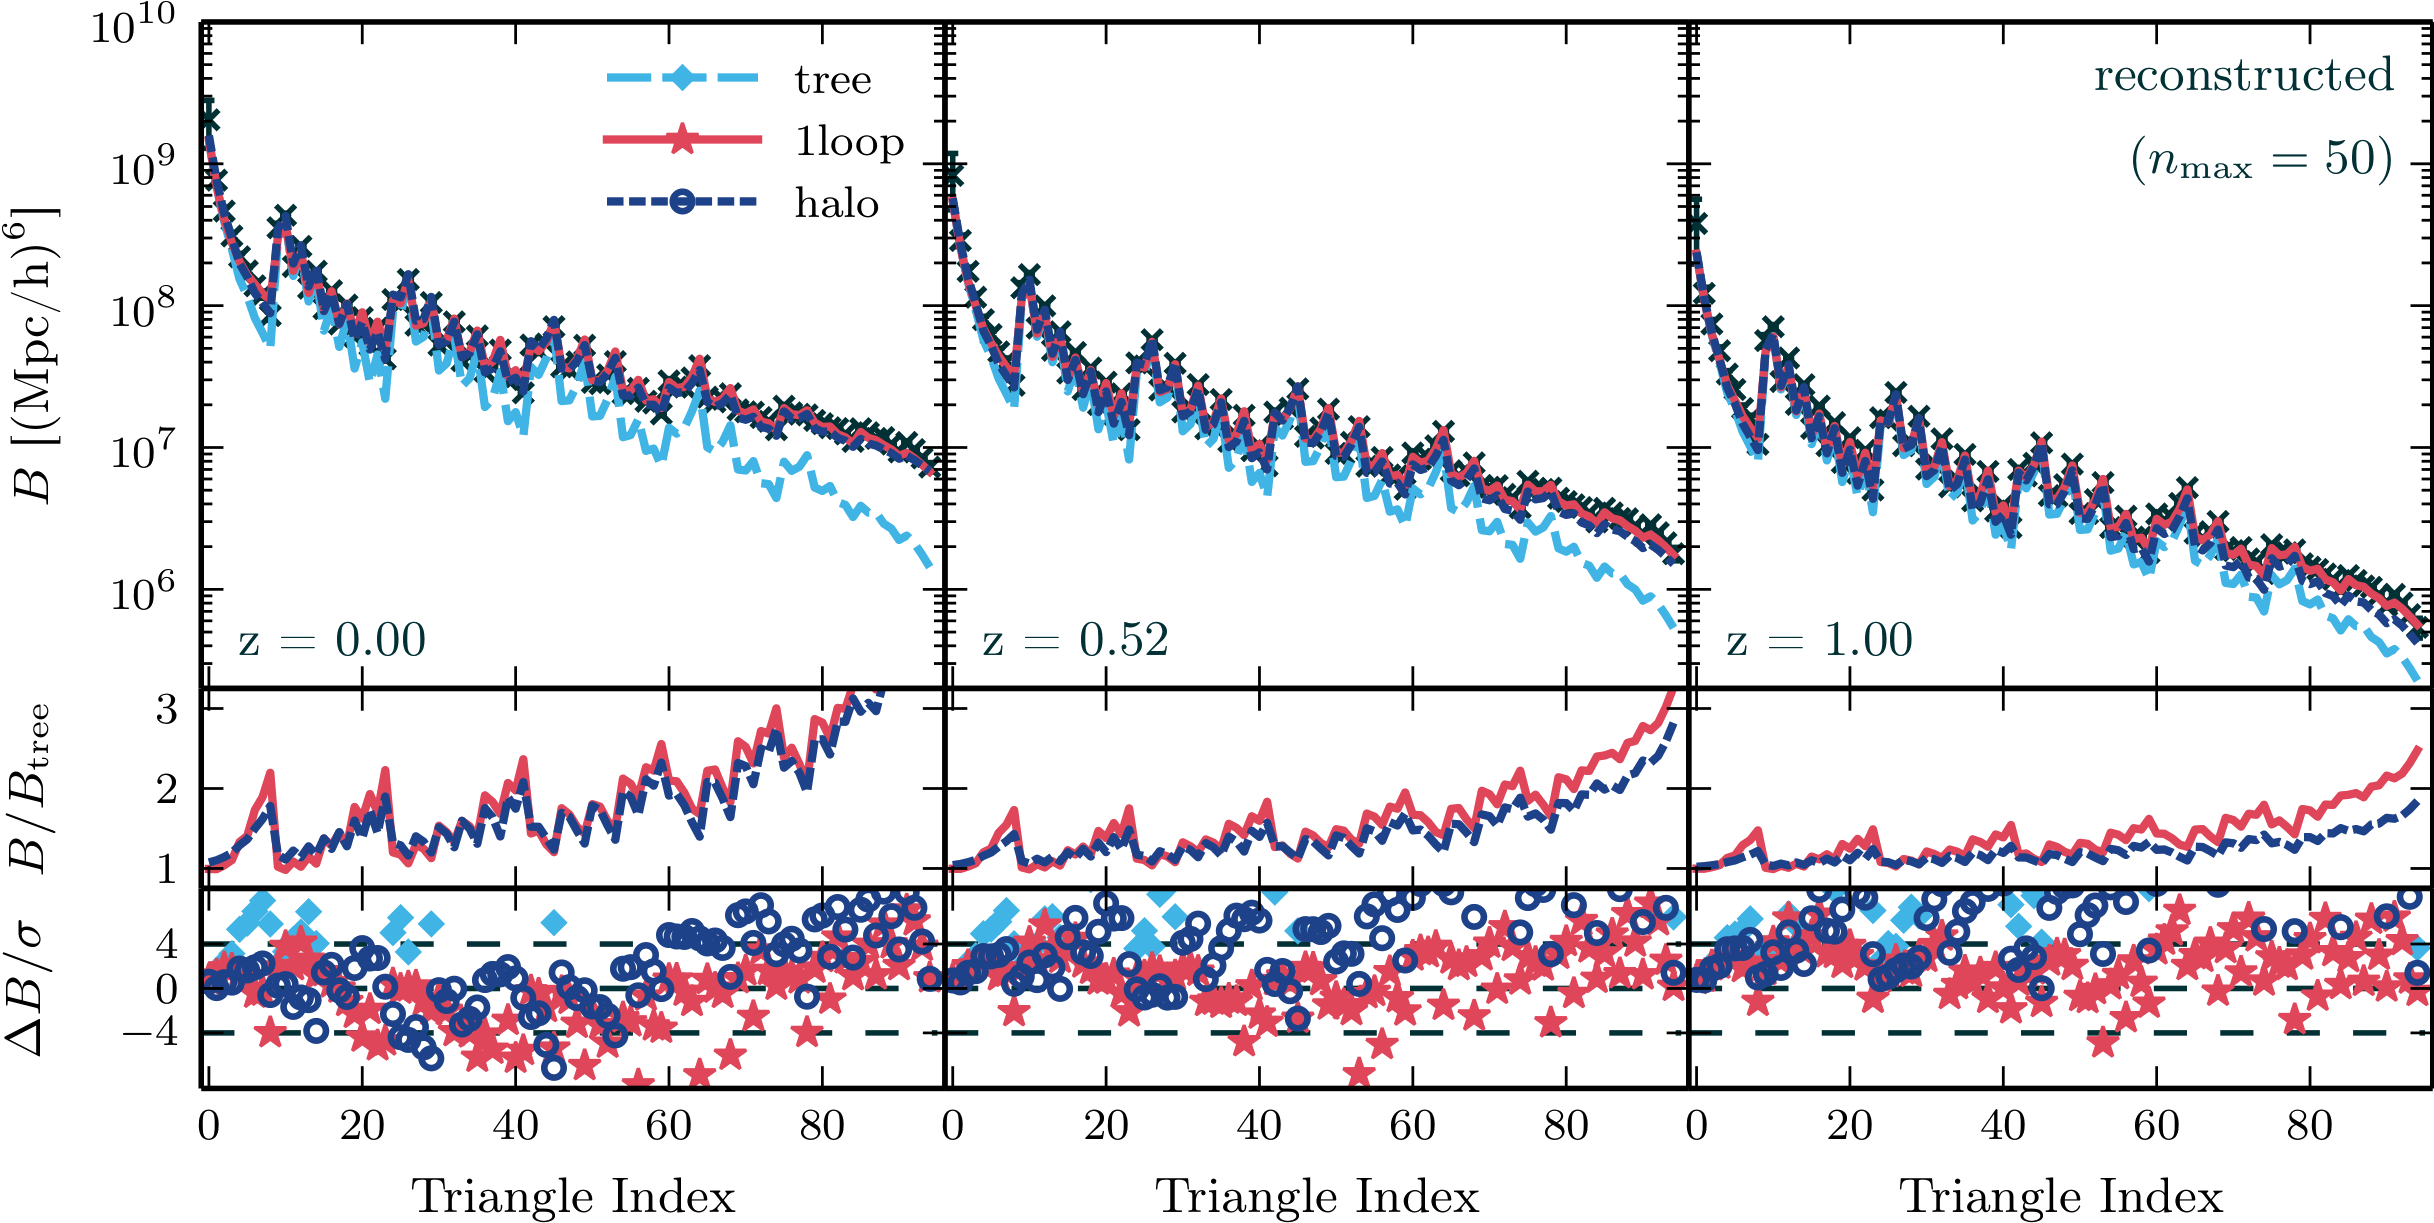 10^10
10^9
10^8
10^7
10^6
B [(Mpc/h)^6]
tree
1loop
halo
reconstructed
(n_max = 50)
z = 0.00
z = 0.52
z = 1.00
3
2
1
B/B_tree
4
0
−4
ΔB/σ
0 20 40 60 80
0 20 40 60 80
0 20 40 60 80
Triangle Index
Triangle Index
Triangle Index